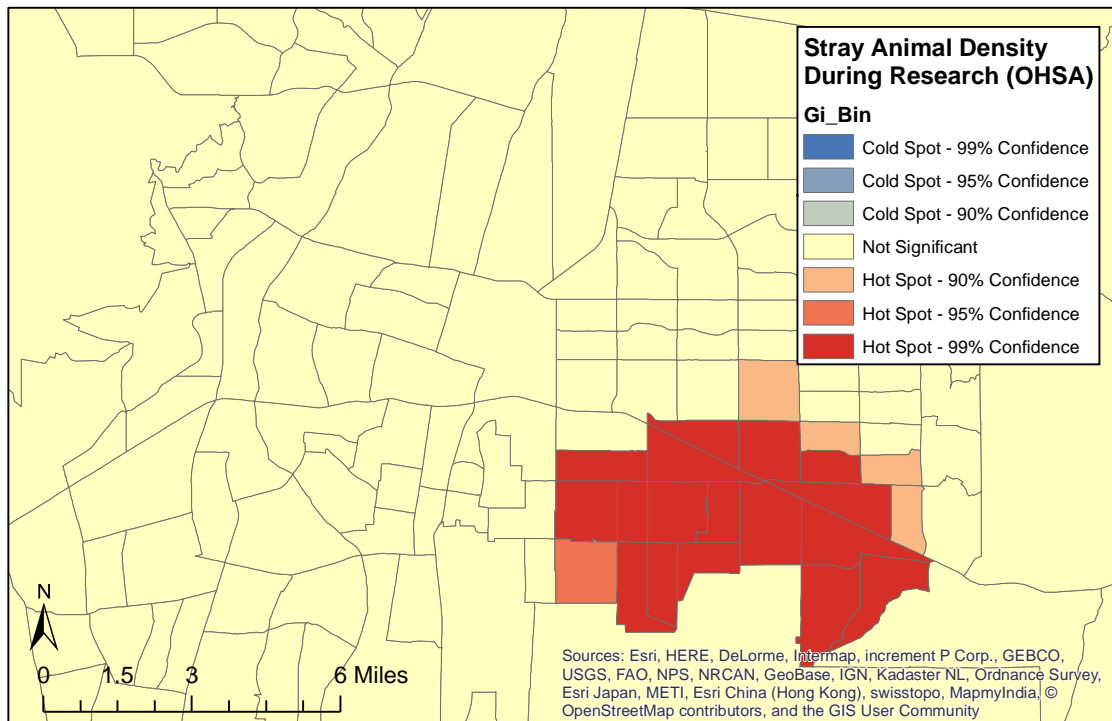 Stray Animal Density
During Research (OHSA)
Gi_Bin
Cold Spot - 99% Confidence
Cold Spot - 95% Confidence
Cold Spot - 90% Confidence
Not Significant
Hot Spot - 90% Confidence
Hot Spot - 95% Confidence
Hot Spot - 99% Confidence
N
0 1.5 3 6 Miles
Sources: Esri, HERE, DeLorme, Intermap, increment P Corp., GEBCO,
USGS, FAO, NPS, NRCAN, GeoBase, IGN, Kadaster NL, Ordnance Survey,
Esri Japan, METI, Esri China (Hong Kong), swisstopo, MapmyIndia, ©
OpenStreetMap contributors, and the GIS User Community